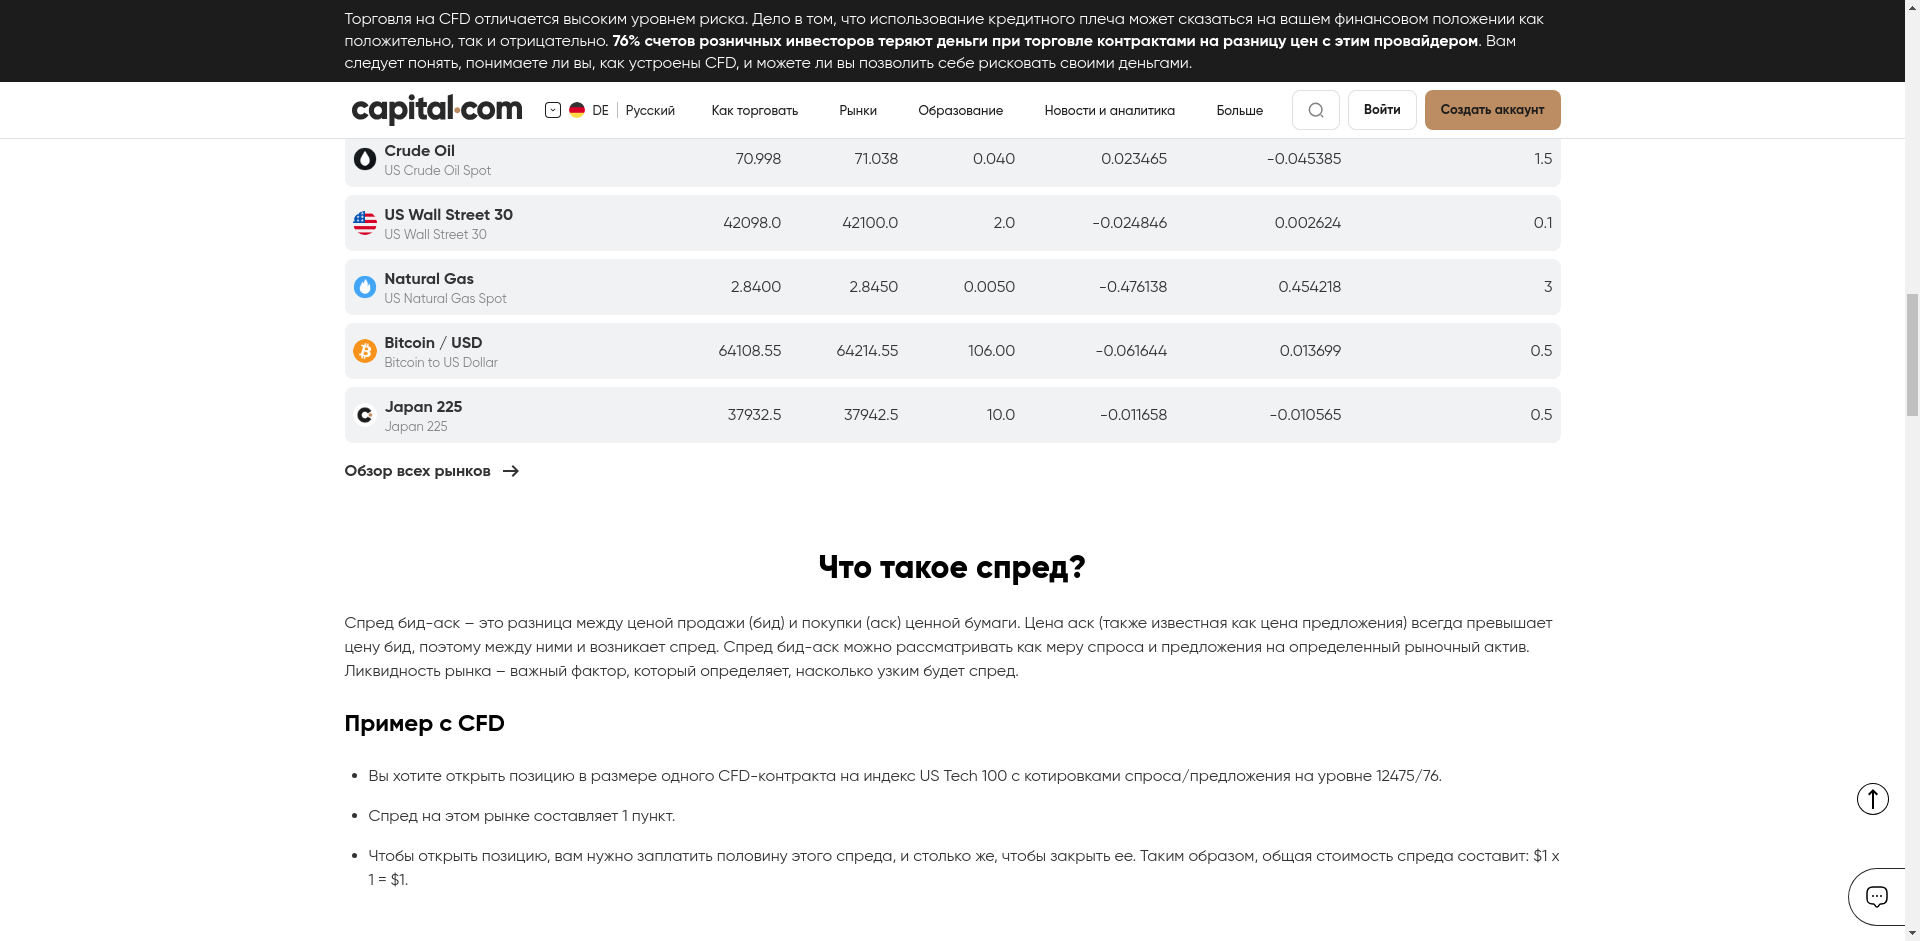 Торговля на CFD отличается высоким уровнем риска. Дело в том, что использование кредитного плеча может сказаться на вашем финансовом положении как
положительно, так и отрицательно. 76% счетов розничных инвесторов теряют деньги при торговле контрактами на разницу цен с этим провайдером. Вам
следует понять, понимаете ли вы, как устроены CFD, и можете ли вы позволить себе рисковать своими деньгами.
capital.com DE Русский Как торговать Рынки Образование Новости и аналитика Больше Войти Создать аккаунт
Crude Oil 70.998 71.038 0.040 0.023465 -0.045385 1.5
US Crude Oil Spot
US Wall Street 30 42098.0 42100.0 2.0 -0.024846 0.002624 0.1
US Wall Street 30
Natural Gas 2.8400 2.8450 0.0050 -0.476138 0.454218 3
US Natural Gas Spot
Bitcoin / USD 64108.55 64214.55 106.00 -0.061644 0.013699 0.5
Bitcoin to US Dollar
Japan 225 37932.5 37942.5 10.0 -0.011658 -0.010565 0.5
Japan 225
Обзор всех рынков
Что такое спред?
Спред бид-аск – это разница между ценой продажи (бид) и покупки (аск) ценной бумаги. Цена аск (также известная как цена предложения) всегда превышает
цену бид, поэтому между ними и возникает спред. Спред бид-аск можно рассматривать как меру спроса и предложения на определенный рыночный актив.
Ликвидность рынка – важный фактор, который определяет, насколько узким будет спред.
Пример с CFD
• Вы хотите открыть позицию в размере одного CFD-контракта на индекс US Tech 100 с котировками спроса/предложения на уровне 12475/76.
• Спред на этом рынке составляет 1 пункт.
• Чтобы открыть позицию, вам нужно заплатить половину этого спреда, и столько же, чтобы закрыть ее. Таким образом, общая стоимость спреда составит: $1 x
1 = $1.